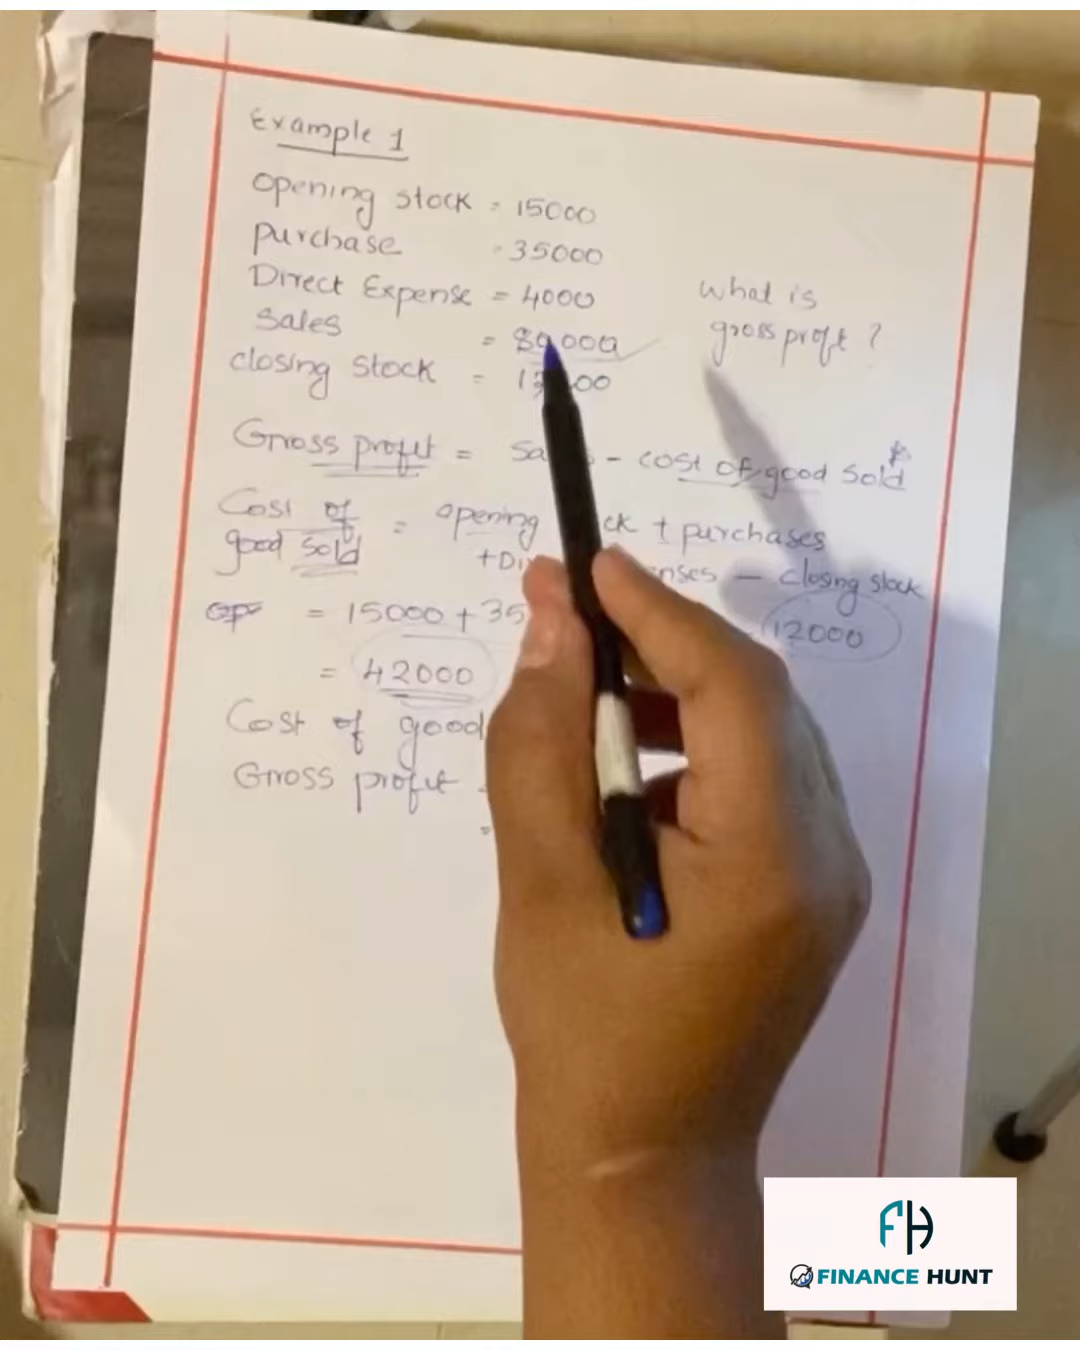 Example 1
Opening stock = 15000
Purchase = 35000
Direct Expense = 4000
Sales = 80,000
closing stock =
What is
gross profit ?
Gross profit = - cost of good sold
Cost of
good sold = opening + purchases
+ - closing stock
= 15000 + 35 12000
= 42000
Cost of good
Gross profit
=
FH
FINANCE HUNT